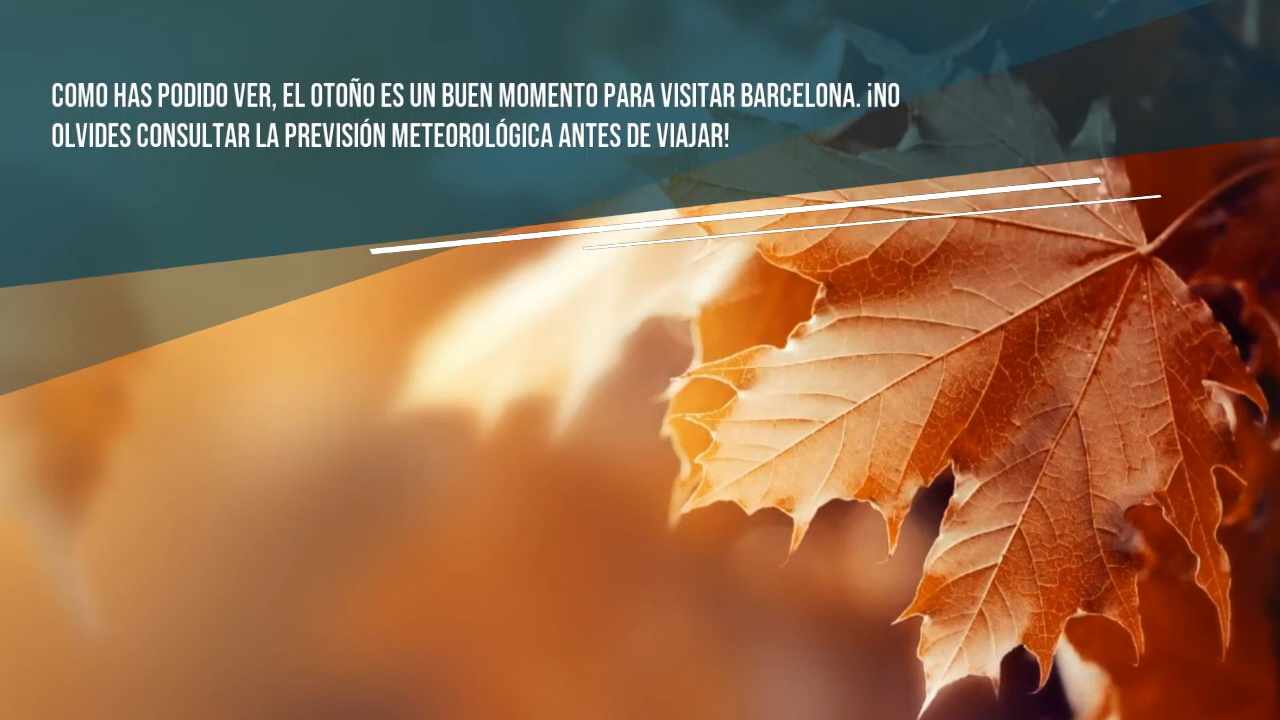 COMO HAS PODIDO VER, EL OTOÑO ES UN BUEN MOMENTO PARA VISITAR BARCELONA. ¡NO
OLVIDES CONSULTAR LA PREVISIÓN METEOROLÓGICA ANTES DE VIAJAR!